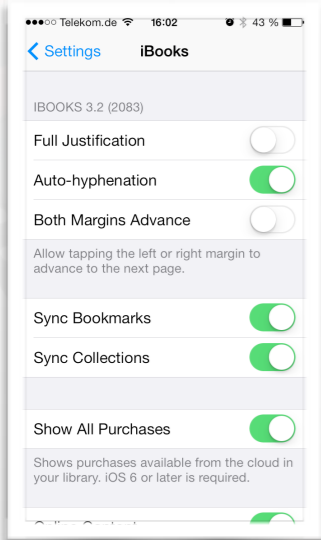 Telekom.de 16:02 43 %
Settings iBooks
IBOOKS 3.2 (2083)
Full Justification
Auto-hyphenation
Both Margins Advance
Allow tapping the left or right margin to
advance to the next page.
Sync Bookmarks
Sync Collections
Show All Purchases
Shows purchases available from the cloud in
your library. iOS 6 or later is required.